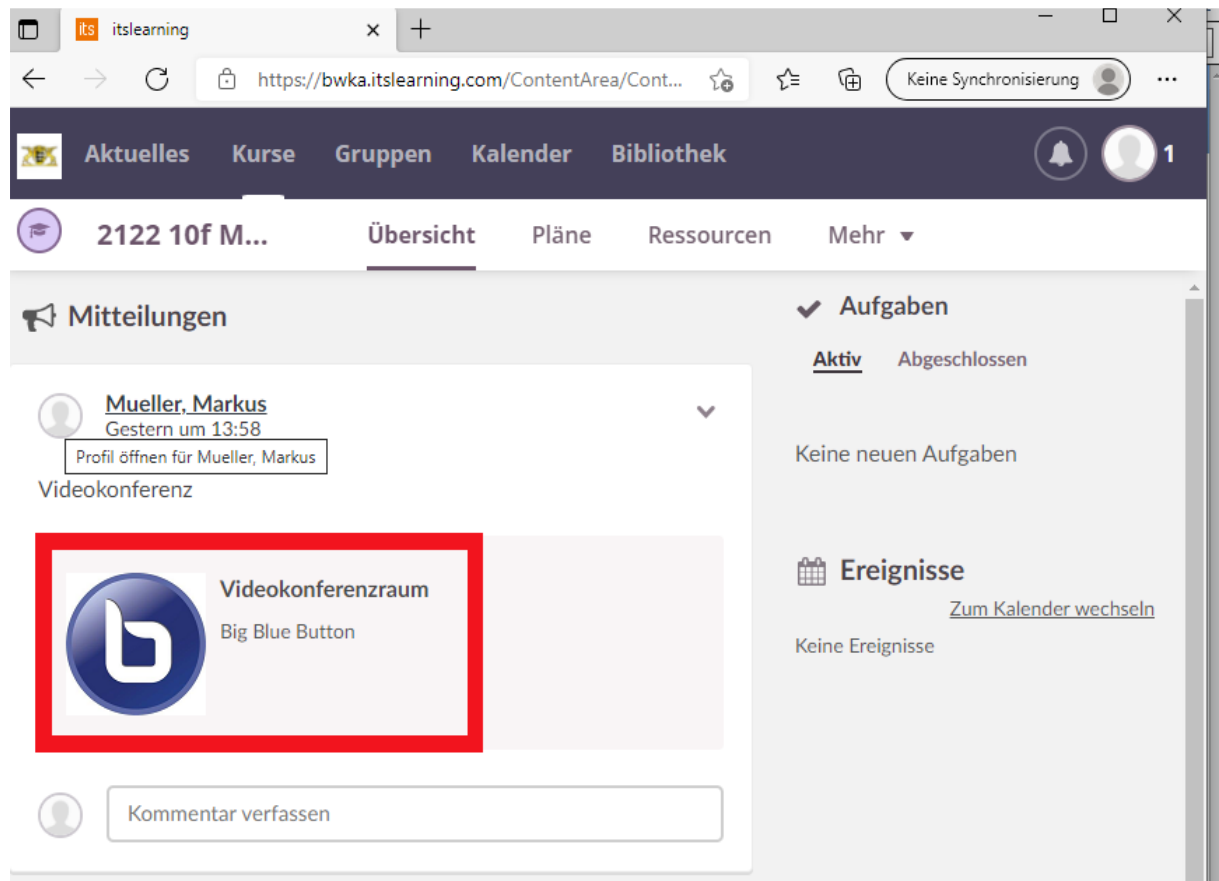 its itslearning
https://bwka.itslearning.com/ContentArea/Cont... Keine Synchronisierung
Aktuelles Kurse Gruppen Kalender Bibliothek 1
2122 10f M... Übersicht Pläne Ressourcen Mehr
Mitteilungen
Mueller, Markus
Gestern um 13:58
Profil öffnen für Mueller, Markus
Videokonferenz
Videokonferenzraum
Big Blue Button
Kommentar verfassen
Aufgaben
Aktiv Abgeschlossen
Keine neuen Aufgaben
Ereignisse
Zum Kalender wechseln
Keine Ereignisse